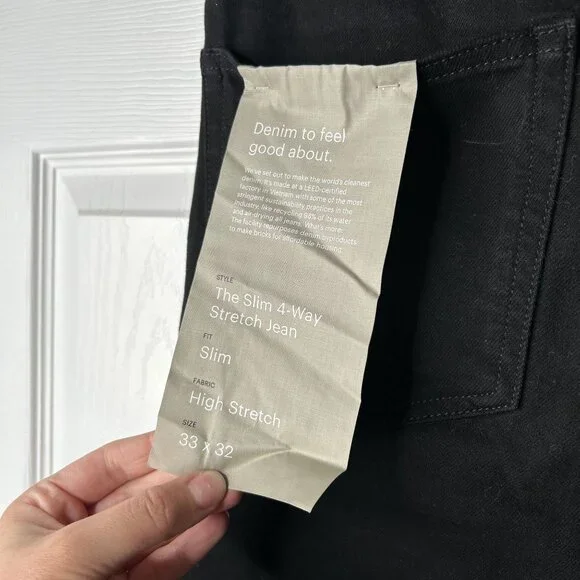 Denim to feel
good about.
We've set out to make the world's cleanest
denim. It's made at a LEED-certified
factory in Vietnam with some of the most
stringent sustainability practices in the
industry, like recycling 98% of its water
and air-drying all jeans. What's more:
The facility repurposes denim byproducts
to make bricks for affordable housing.
STYLE
The Slim 4-Way
Stretch Jean
FIT
Slim
FABRIC
High Stretch
SIZE
33 x 32